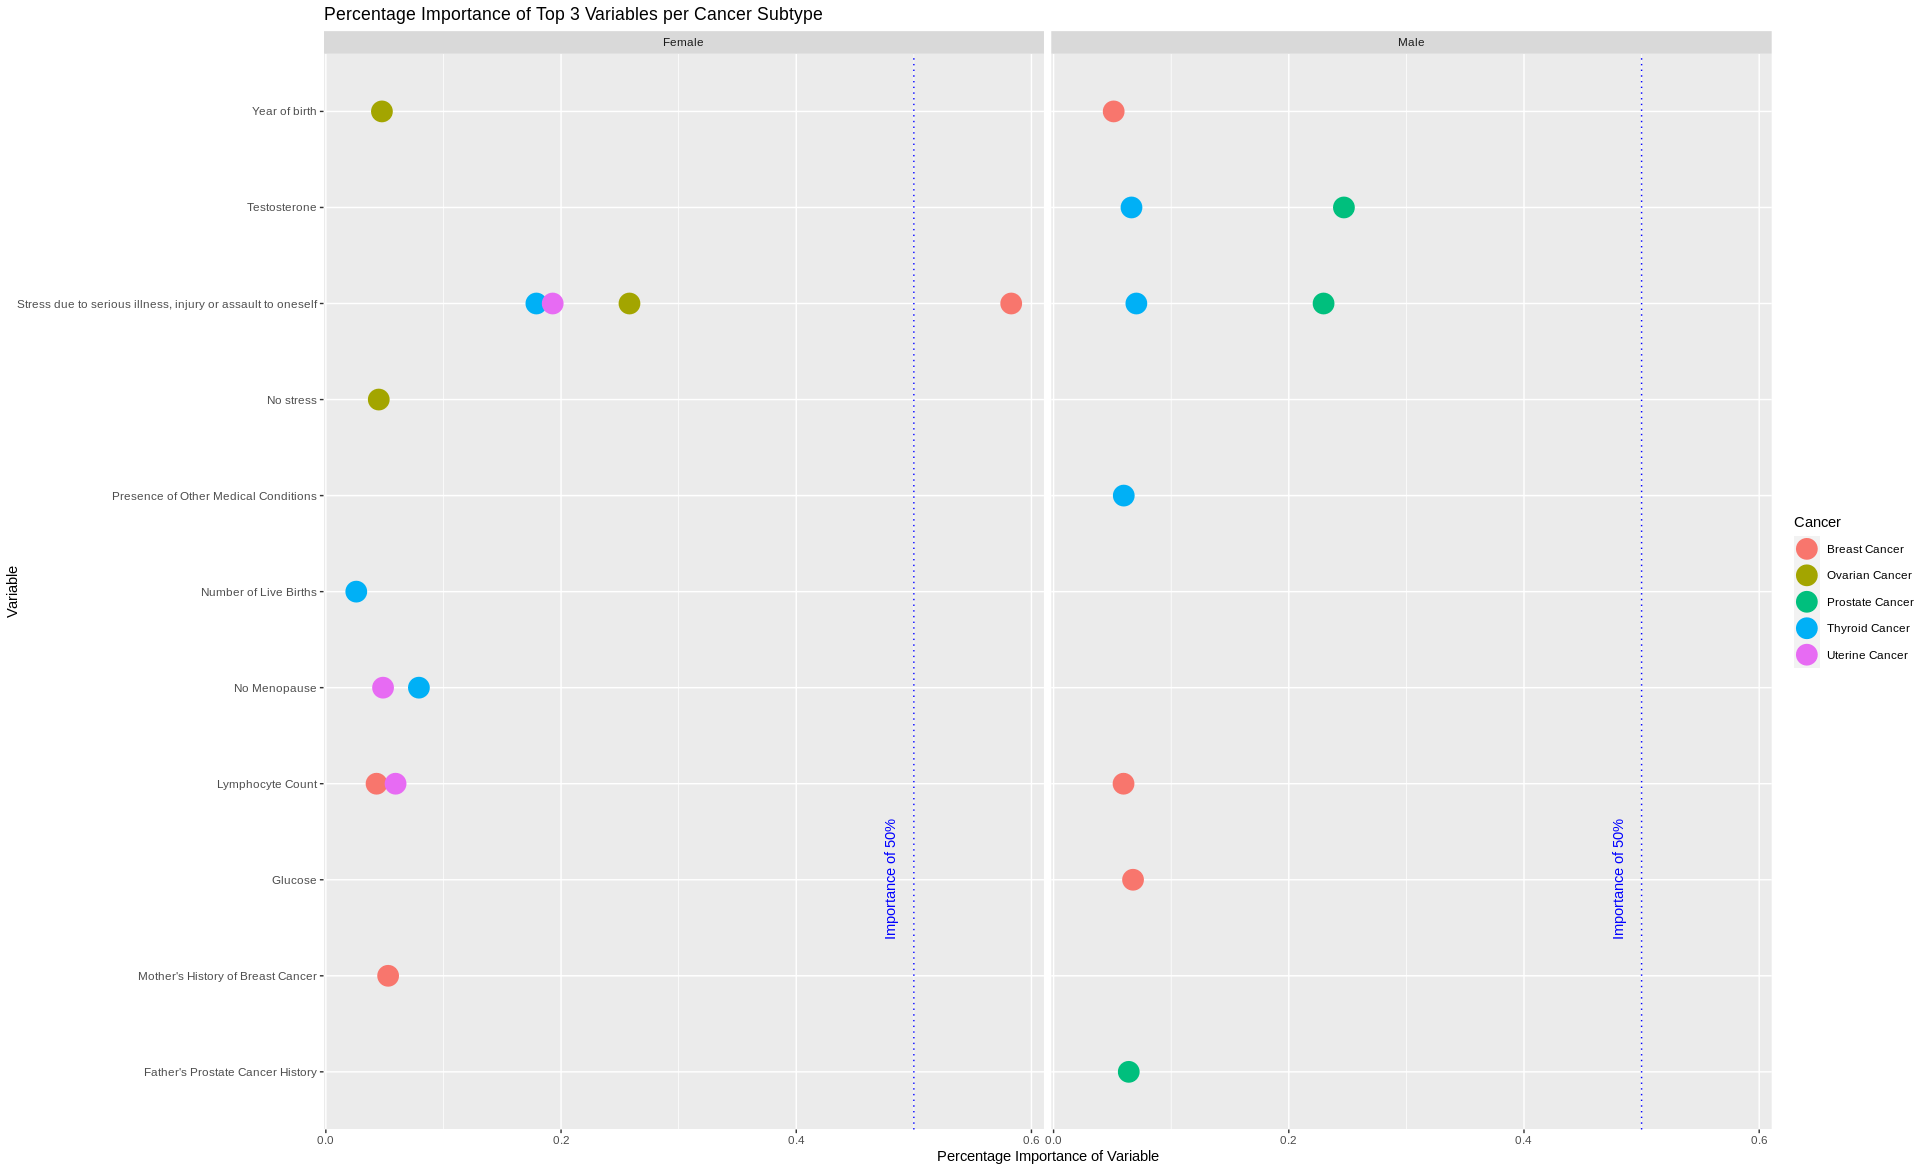 Percentage Importance of Top 3 Variables per Cancer Subtype
Female
Male
Variable
Year of birth
Testosterone
Stress due to serious illness, injury or assault to oneself
No stress
Presence of Other Medical Conditions
Number of Live Births
No Menopause
Lymphocyte Count
Glucose
Mother's History of Breast Cancer
Father's Prostate Cancer History
Importance of 50%
Importance of 50%
0.0 0.2 0.4 0.6
0.0 0.2 0.4 0.6
Percentage Importance of Variable
Cancer
Breast Cancer
Ovarian Cancer
Prostate Cancer
Thyroid Cancer
Uterine Cancer